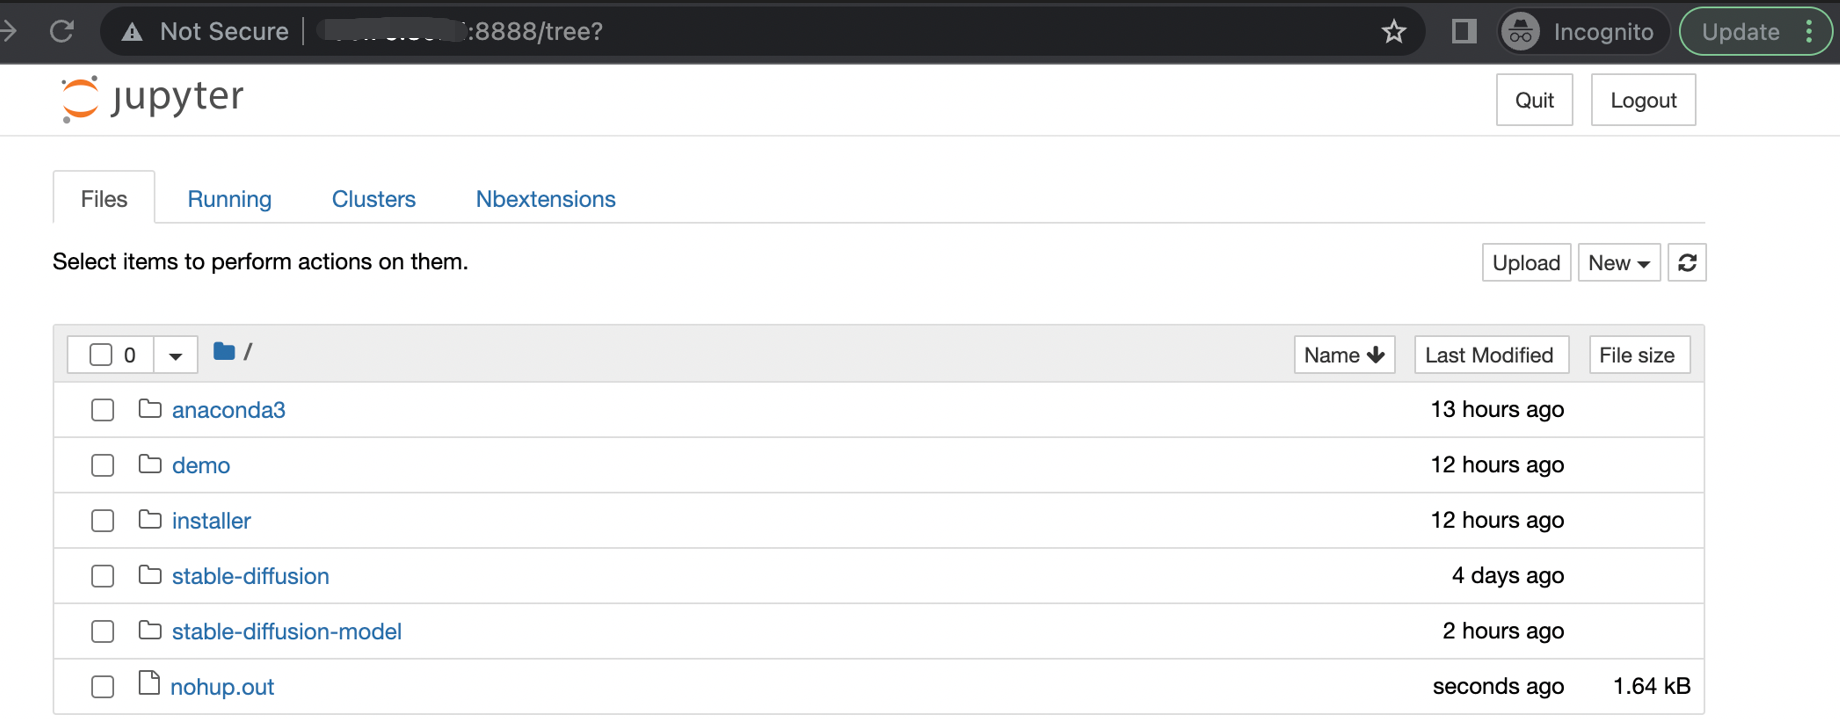 Not Secure :8888/tree? Incognito Update
jupyter Quit Logout
Files Running Clusters Nbextensions
Select items to perform actions on them. Upload New
0 / Name Last Modified File size
anaconda3 13 hours ago
demo 12 hours ago
installer 12 hours ago
stable-diffusion 4 days ago
stable-diffusion-model 2 hours ago
nohup.out seconds ago 1.64 kB